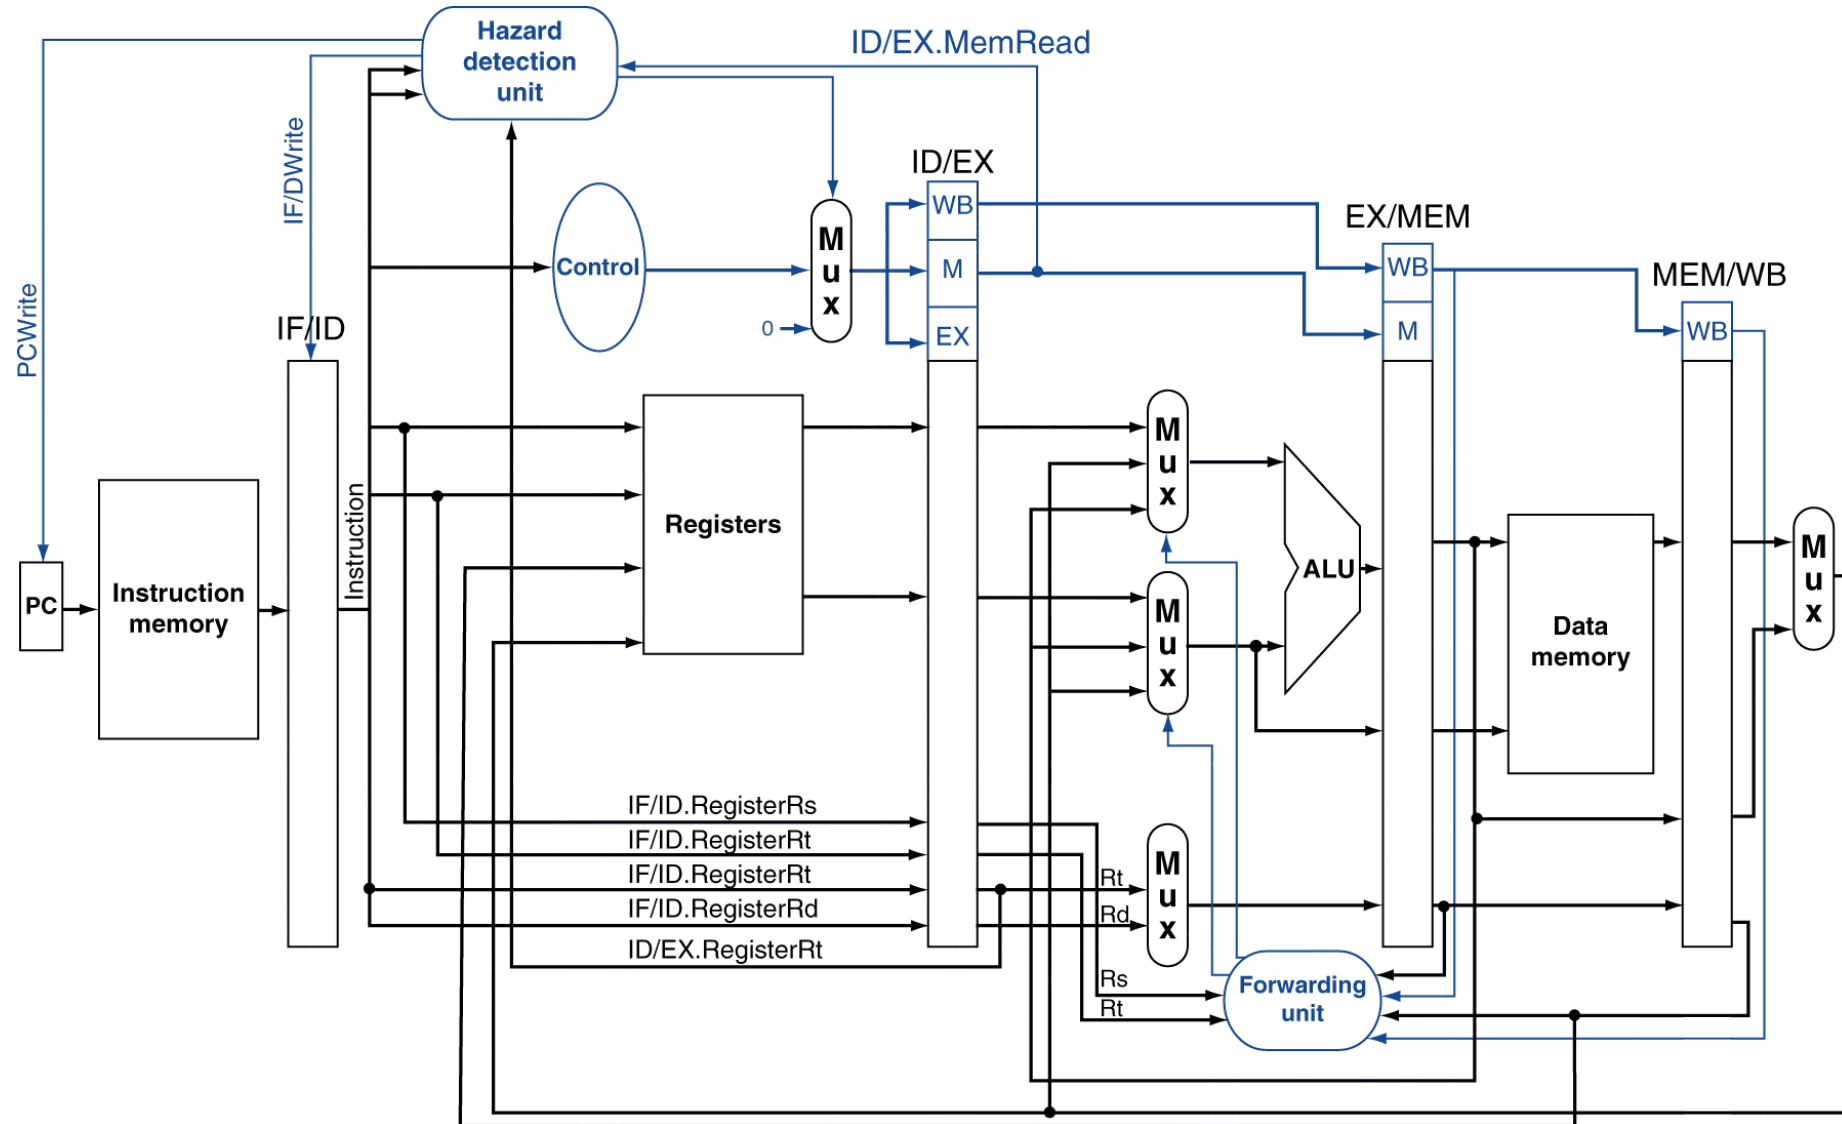 Hazard
detection
unit
ID/EX.MemRead
IF/DWrite
PCWrite
ID/EX
WB
M
EX
Control
M
u
x
0
EX/MEM
WB
M
MEM/WB
WB
IF/ID
Instruction
PC
Instruction
memory
Registers
M
u
x
M
u
x
ALU
Data
memory
M
u
x
IF/ID.RegisterRs
IF/ID.RegisterRt
IF/ID.RegisterRt
IF/ID.RegisterRd
ID/EX.RegisterRt
Rt
Rd
M
u
x
Rs
Rt
Forwarding
unit